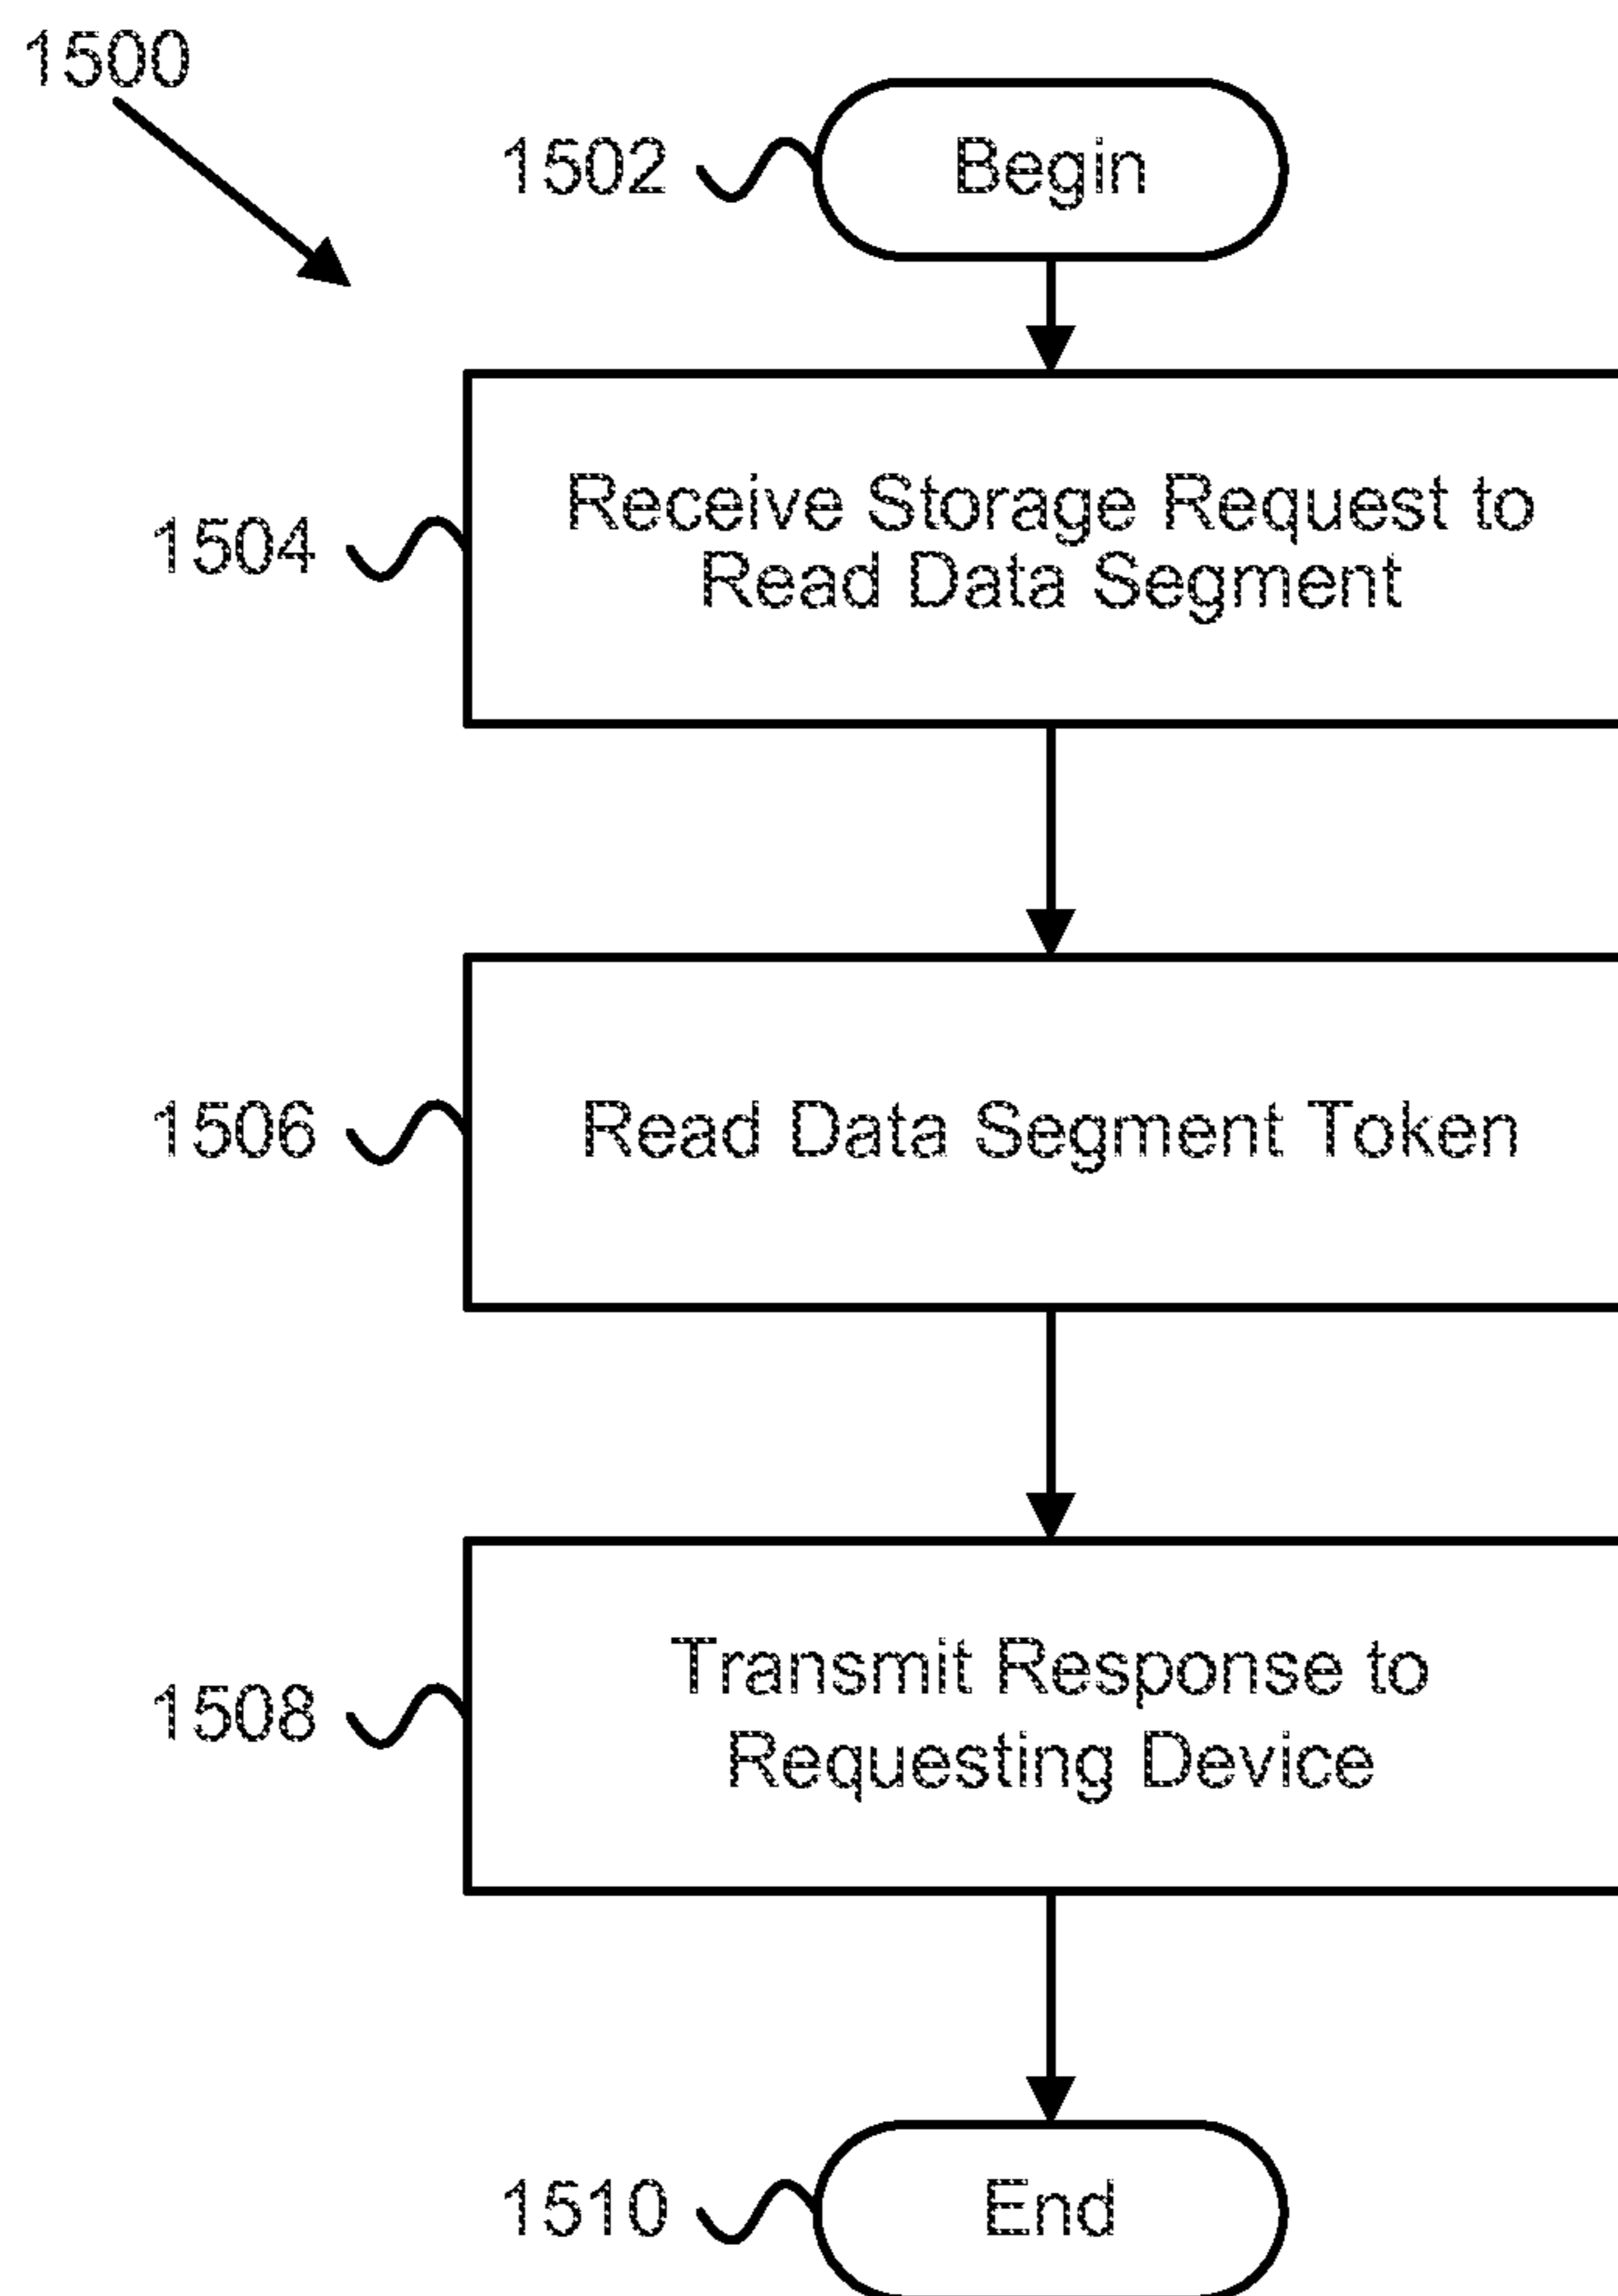 1500
1502
Begin
1504
Receive Storage Request to
Read Data Segment
1506
Read Data Segment Token
1508
Transmit Response to
Requesting Device
1510
End